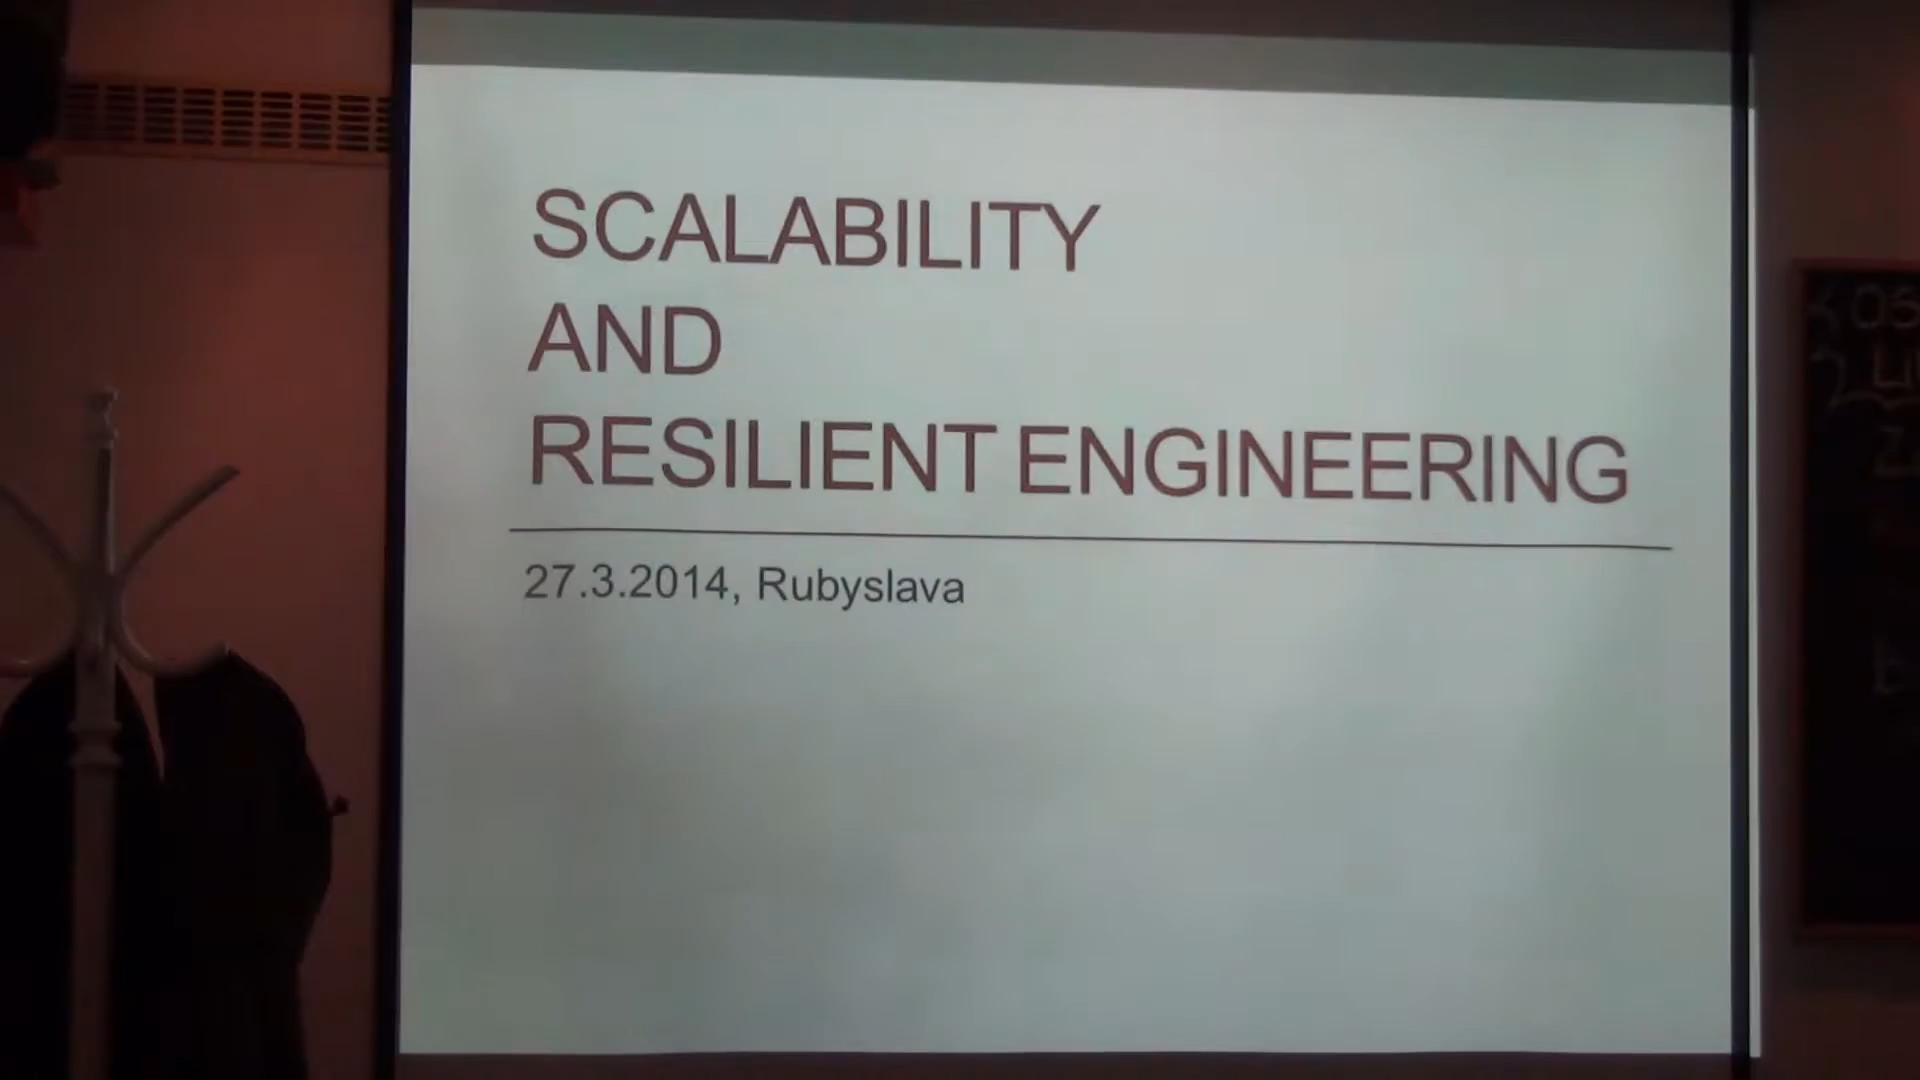 SCALABILITY
AND
RESILIENT ENGINEERING
27.3.2014, Rubyslava